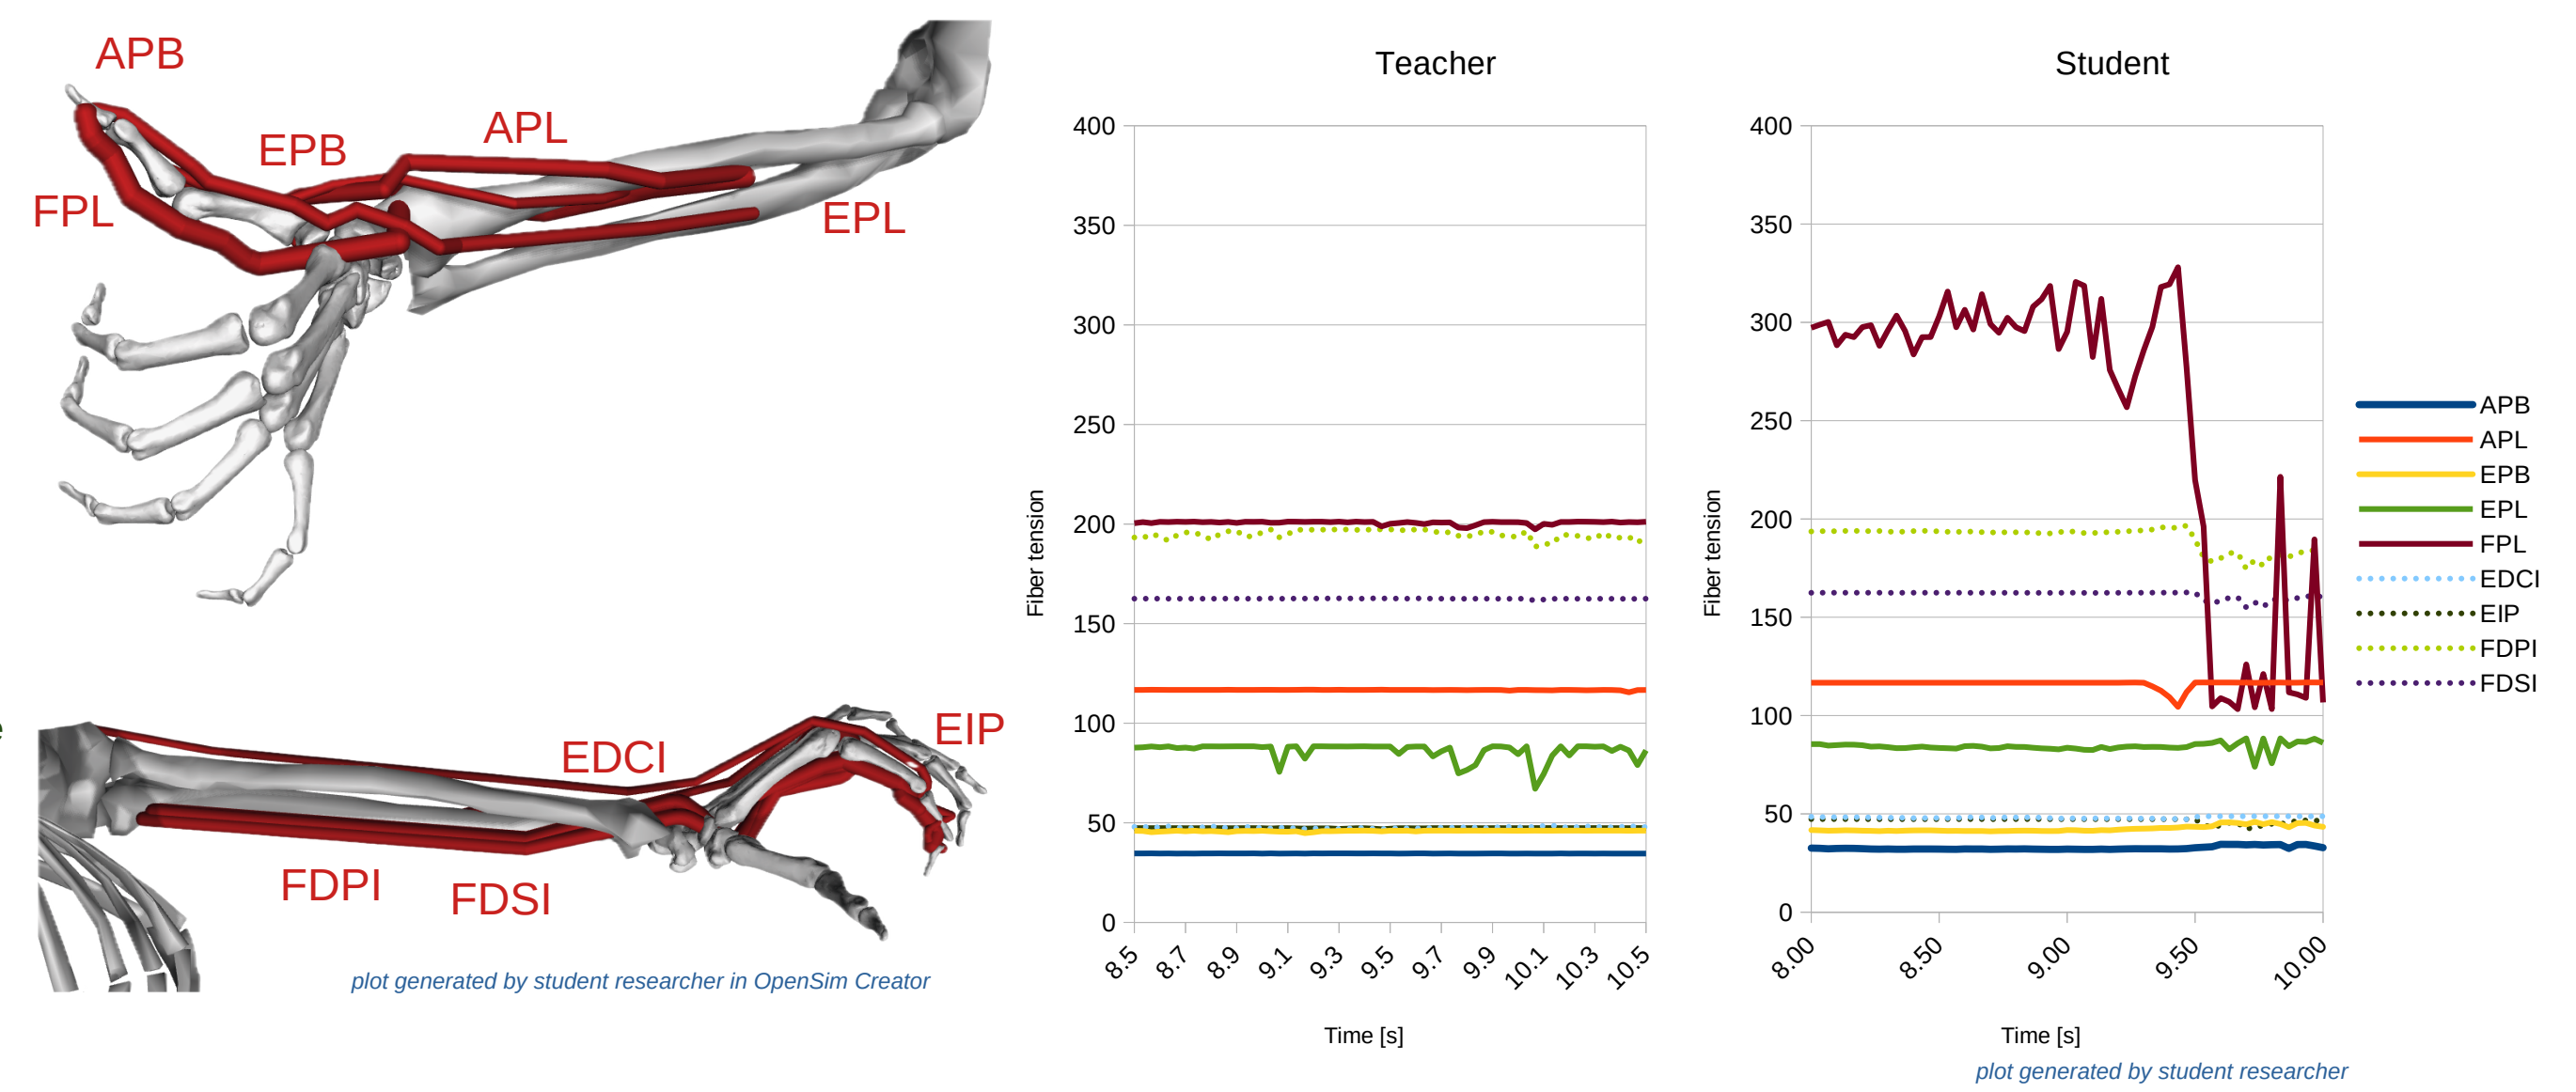 APB
EPB
APL
FPL
EPL
EIP
EDCI
FDPI
FDSI
plot generated by student researcher in OpenSim Creator
Teacher
Fiber tension
400
350
300
250
200
150
100
50
0
8.5 8.7 8.9 9.1 9.3 9.5 9.7 9.9 10.1 10.3 10.5
Time [s]
Student
Fiber tension
400
350
300
250
200
150
100
50
0
8.00 8.50 9.00 9.50 10.00
Time [s]
APB
APL
EPB
EPL
FPL
EDCI
EIP
FDPI
FDSI
plot generated by student researcher